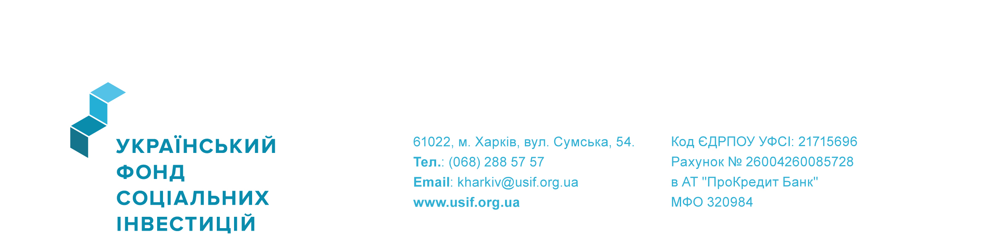 УКРАЇНСЬКИЙ
ФОНД
СОЦІАЛЬНИХ
ІНВЕСТИЦІЙ
61022, м. Харків, вул. Сумська, 54.
Тел.: (068) 288 57 57
Email: kharkiv@usif.org.ua
www.usif.org.ua
Код ЄДРПОУ УФСІ: 21715696
Рахунок № 26004260085728
в АТ "ПроКредит Банк"
МФО 320984